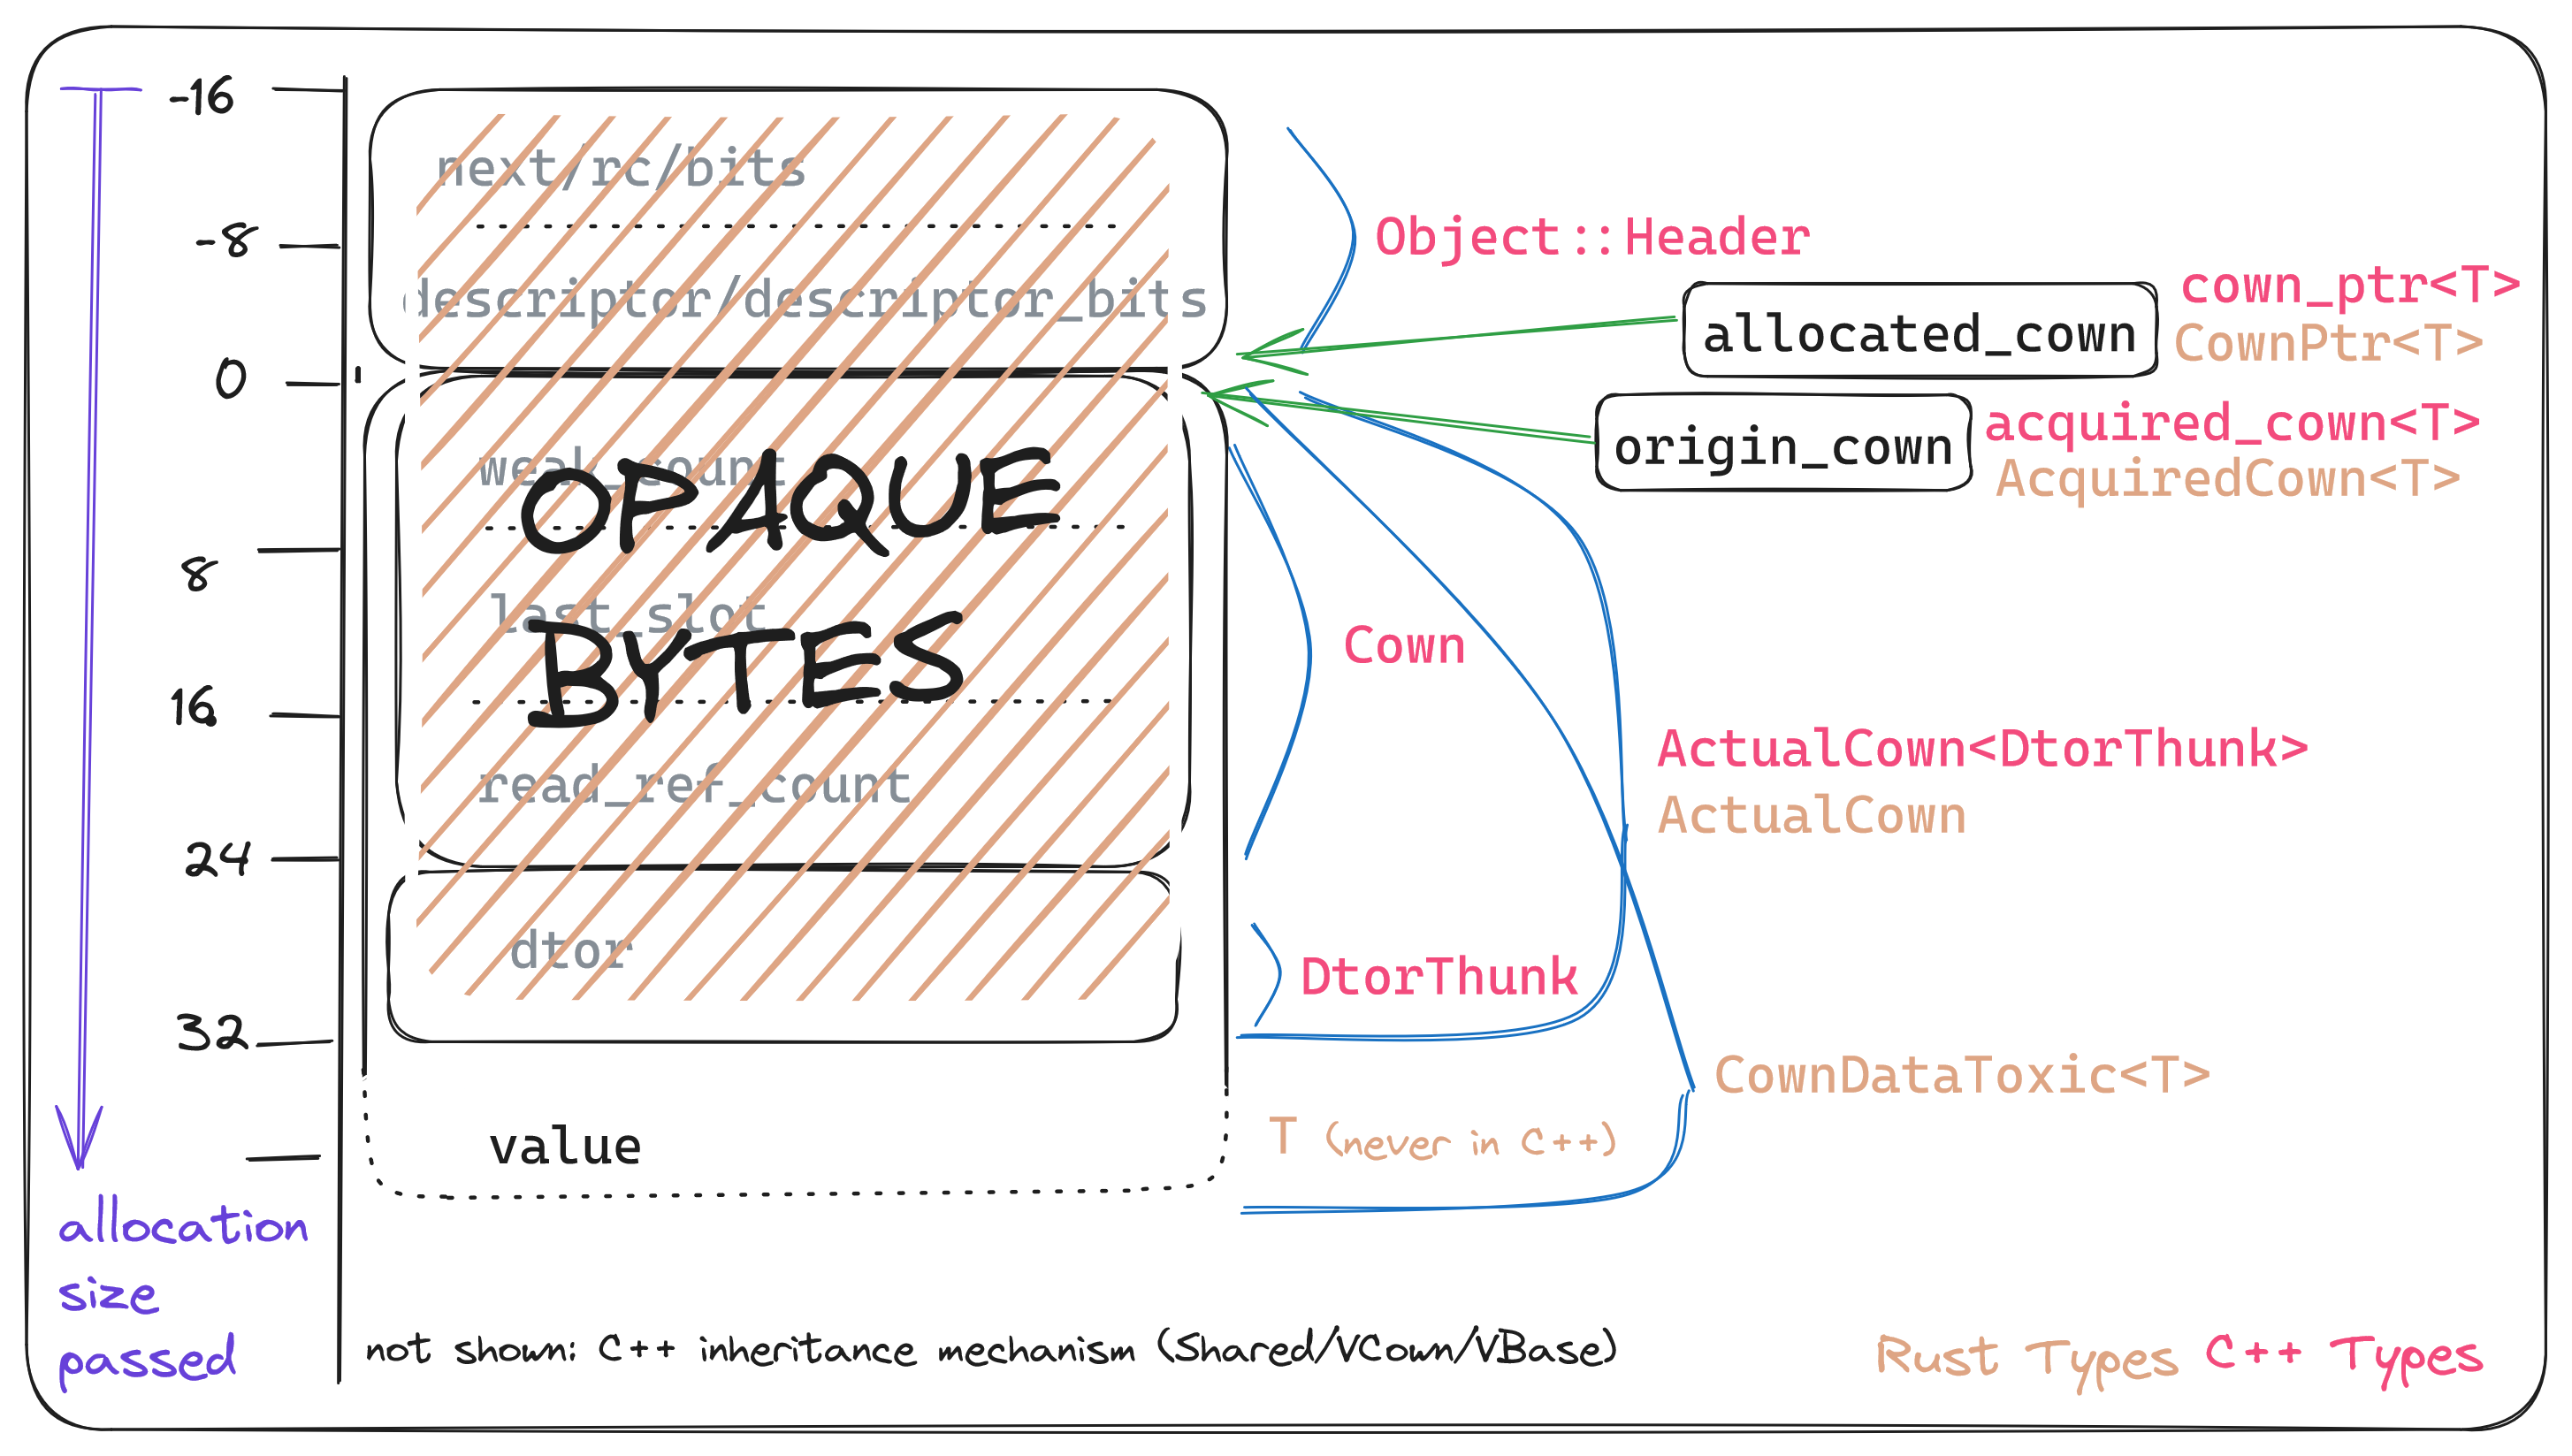 -16
next/rc/bits
-8
Object::Header
descriptor/descriptor_bits
cown_ptr<T>
allocated_cown
CownPtr<T>
0
acquired_cown<T>
origin_cown
AcquiredCown<T>
weak_count
OPAQUE
8
last_slot
BYTES
Cown
16
ActualCown<DtorThunk>
read_ref_count
ActualCown
24
dtor
DtorThunk
32
CownDataToxic<T>
value
T (never in C++)
allocation
size
passed
not shown: C++ inheritance mechanism (Shared/VCown/VBase)
Rust Types C++ Types